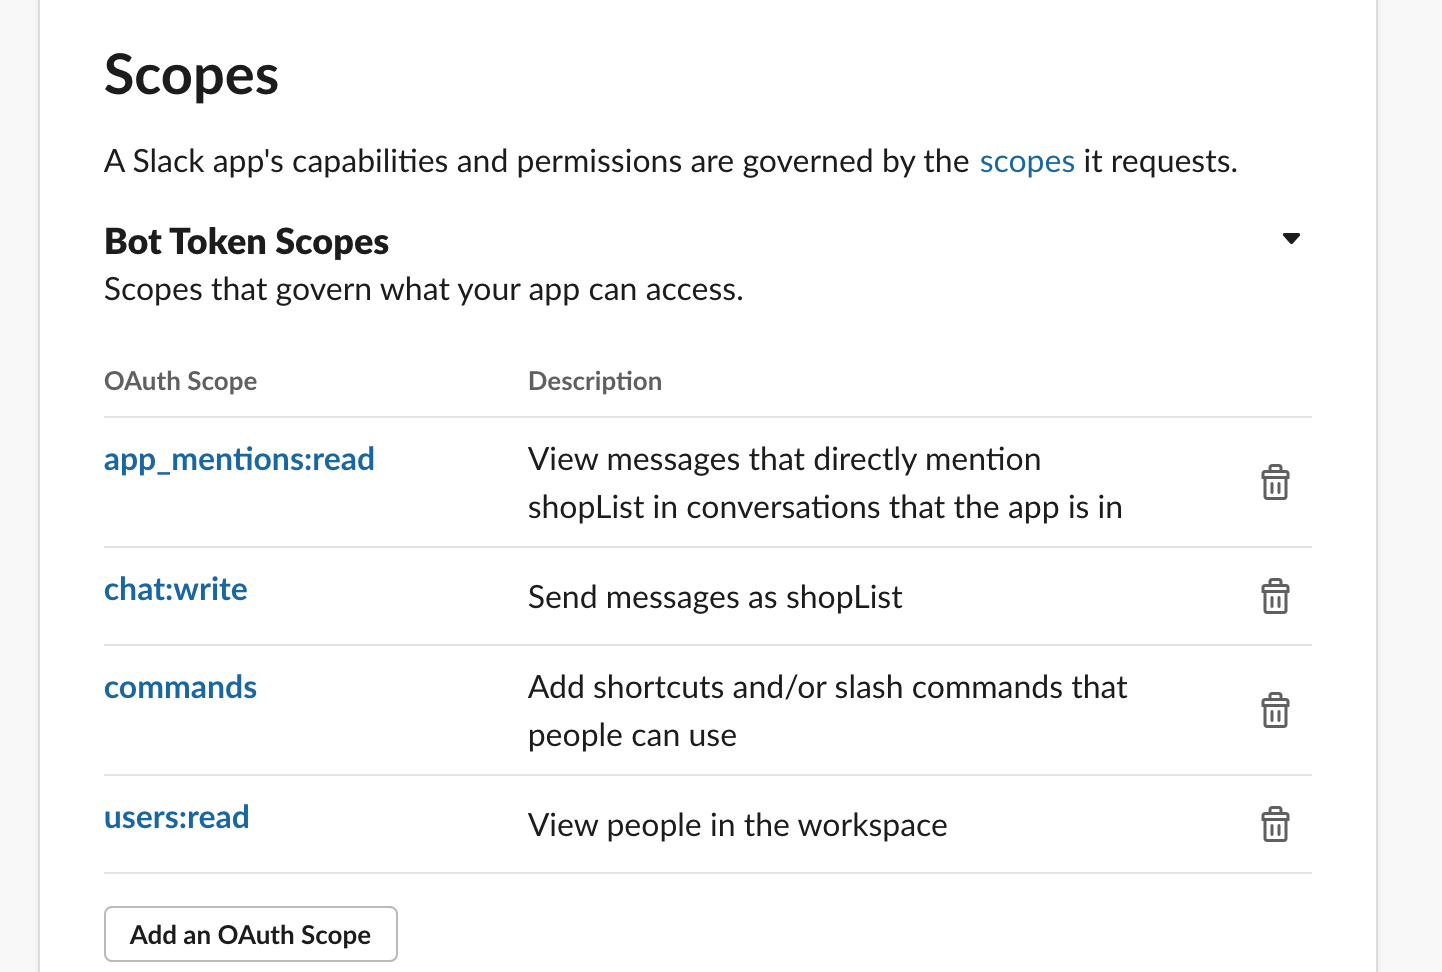 Scopes
A Slack app's capabilities and permissions are governed by the scopes it requests.
Bot Token Scopes
Scopes that govern what your app can access.
OAuth Scope Description
app_mentions:read View messages that directly mention
shopList in conversations that the app is in
chat:write Send messages as shopList
commands Add shortcuts and/or slash commands that
people can use
users:read View people in the workspace
Add an OAuth Scope